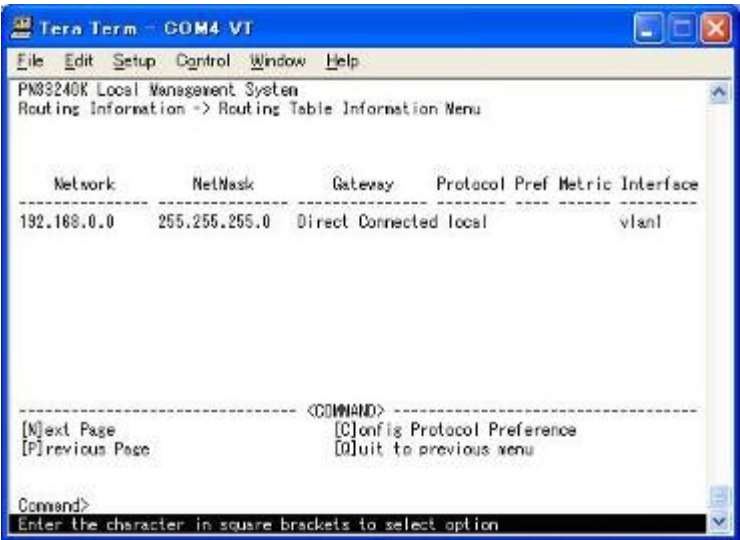 Tera Term - COM4 VT
File Edit Setup Control Window Help
PN83240K Local Management System
Routing Information -> Routing Table Information Menu
Network NetMask Gateway Protocol Pref Metric Interface
--------------- --------------- ---------------- -------- ---- ------ ---------
192.168.0.0 255.255.255.0 Direct Connected local vlan1
-------------------------------- <COMMAND> -----------------------------------
[N]ext Page [C]onfig Protocol Preference
[P]revious Page [Q]uit to previous menu
Command>
Enter the character in square brackets to select option